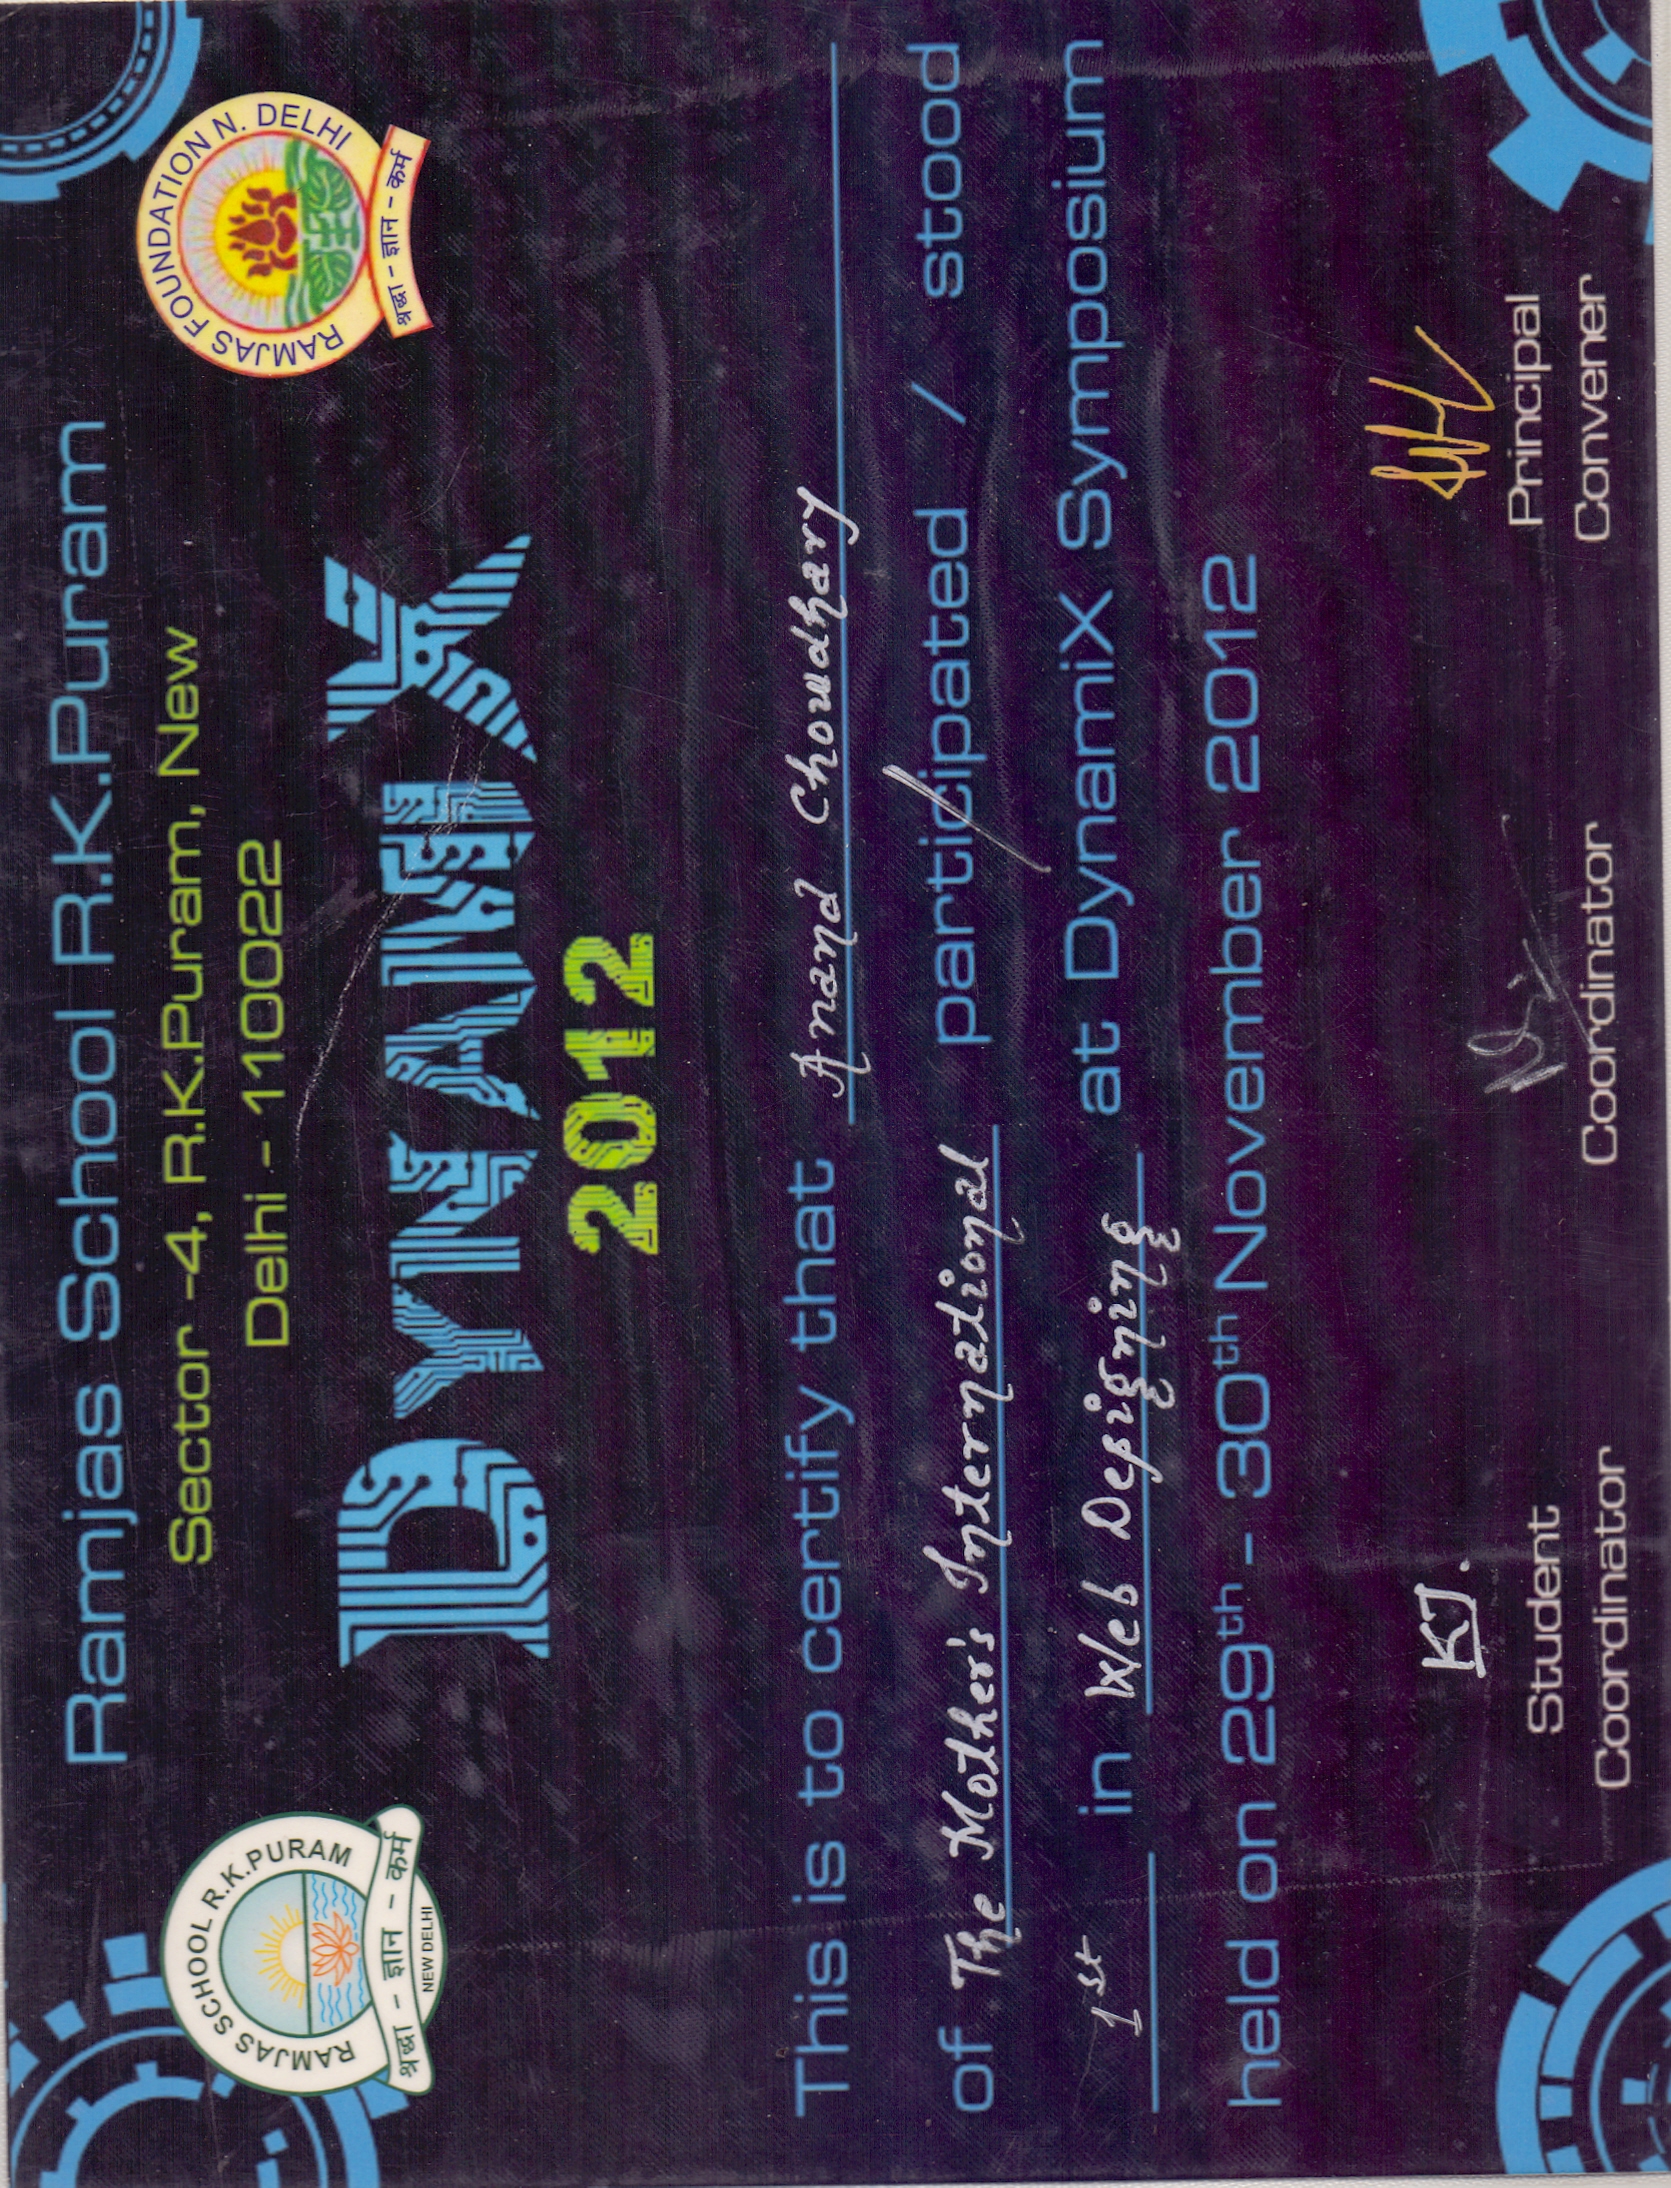 Ramjas School R.K.Puram
Sector -4, R.K.Puram, New
Delhi - 110022
RAMJAS SCHOOL R.K.PURAM
श्रद्धा - ज्ञान - कर्म
NEW DELHI
RAMJAS FOUNDATION N. DELHI
श्रद्धा - ज्ञान - कर्म
DYNAMIX
2012
This is to certify that Anand Chowdhary
of The Mother's International participated / stood
1st in Web Designing at DynamiX Symposium
held on 29th - 30th November 2012
KJ.
Student
Coordinator
Coordinator
Principal
Convener